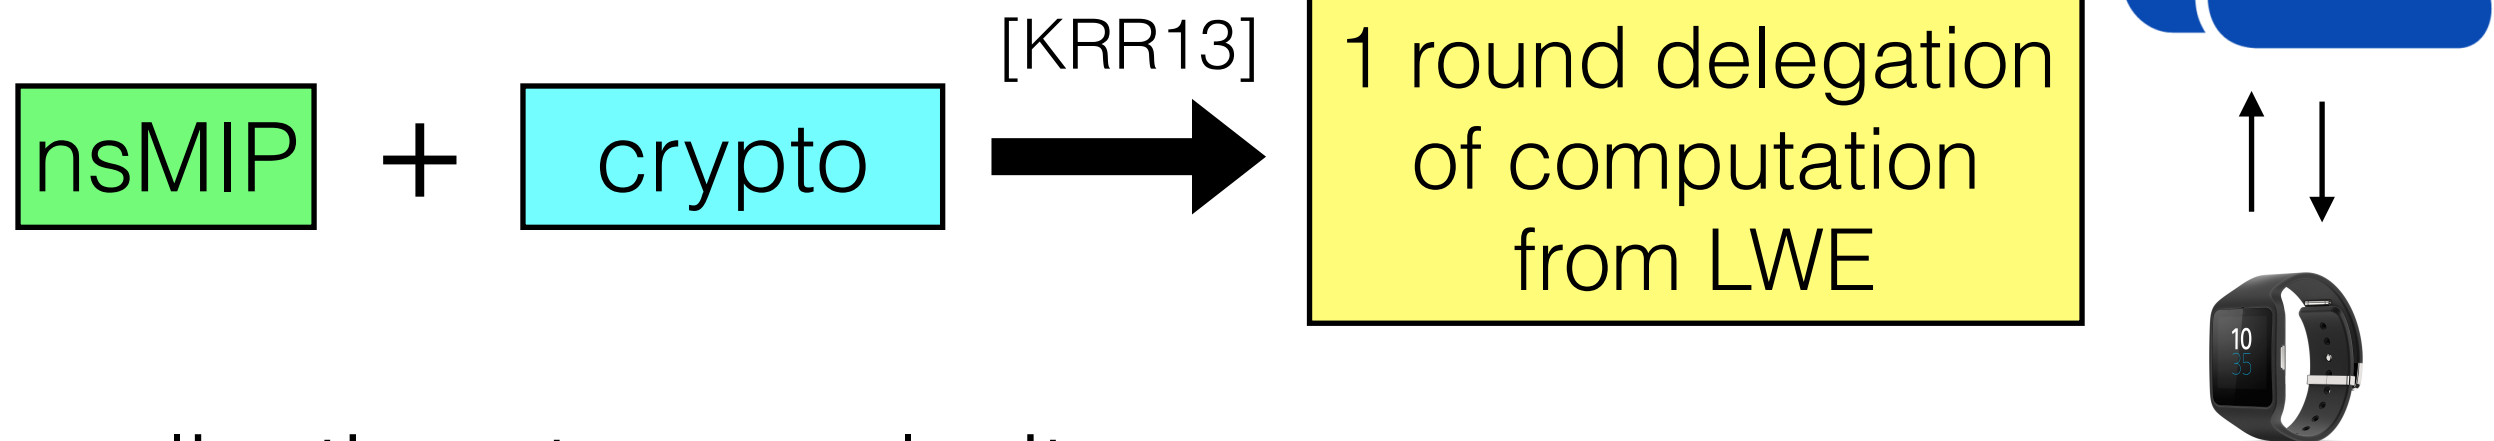 [KRR13]
nsMIP + crypto
1 round delegation
of computation
from LWE
10
35